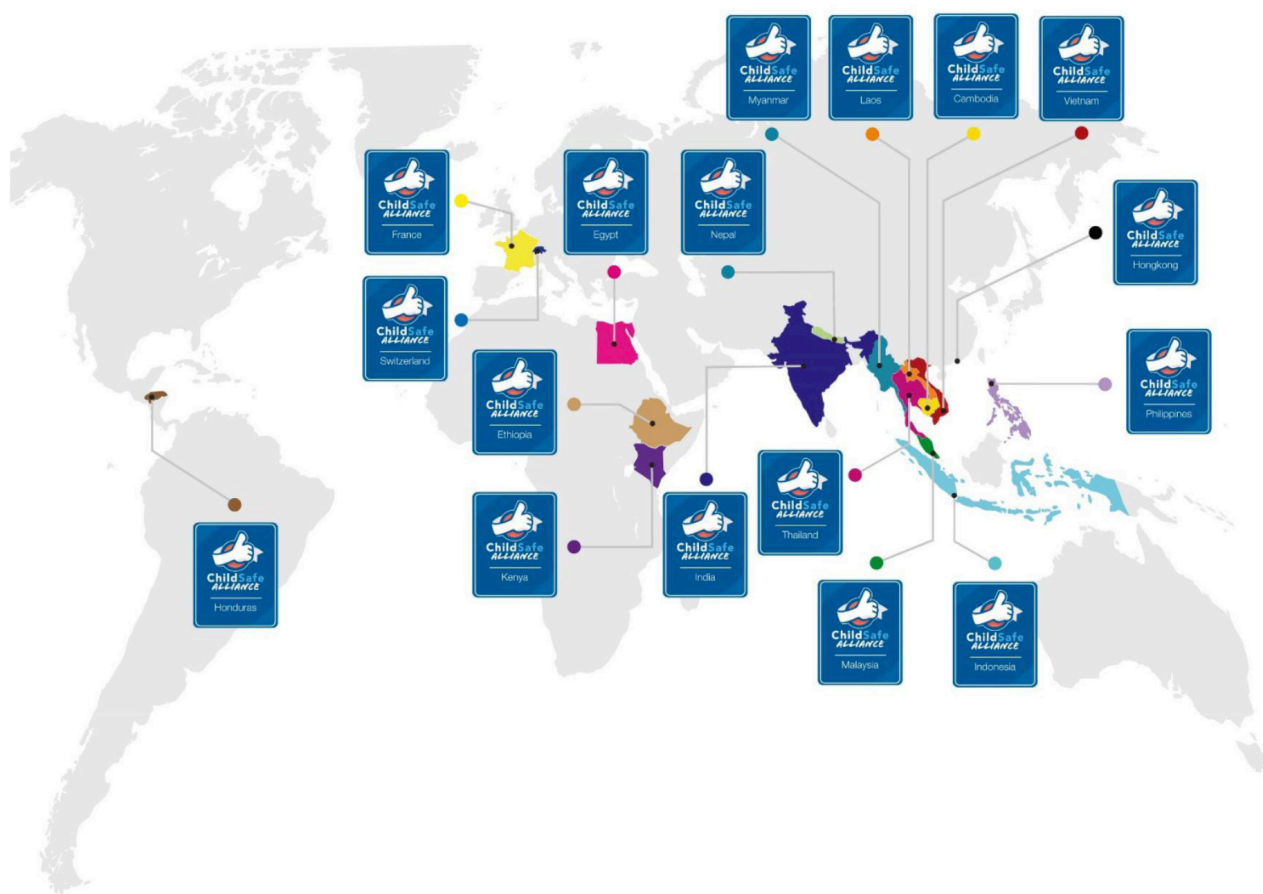 ChildSafe
ALLIANCE
Myanmar
ChildSafe
ALLIANCE
Laos
ChildSafe
ALLIANCE
Cambodia
ChildSafe
ALLIANCE
Vietnam
ChildSafe
ALLIANCE
France
ChildSafe
ALLIANCE
Egypt
ChildSafe
ALLIANCE
Nepal
ChildSafe
ALLIANCE
Hongkong
ChildSafe
ALLIANCE
Switzerland
ChildSafe
ALLIANCE
Ethiopia
ChildSafe
ALLIANCE
Philippines
ChildSafe
ALLIANCE
Thailand
ChildSafe
ALLIANCE
Kenya
ChildSafe
ALLIANCE
India
ChildSafe
ALLIANCE
Honduras
ChildSafe
ALLIANCE
Malaysia
ChildSafe
ALLIANCE
Indonesia